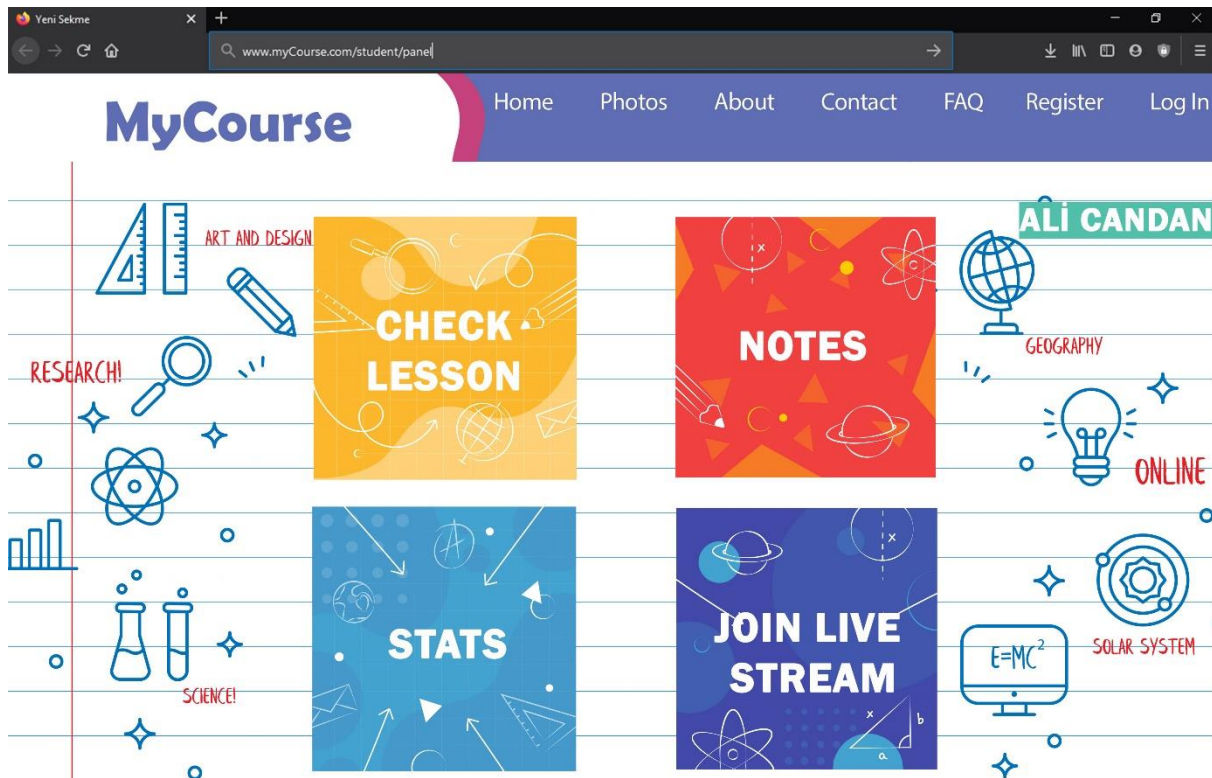 Yeni Sekme
www.myCourse.com/student/panel
MyCourse
Home Photos About Contact FAQ Register Log In
ALİ CANDAN
ART AND DESIGN
CHECK
LESSON
x
c
NOTES
GEOGRAPHY
RESEARCH!
ONLINE
A
x
STATS
JOIN LIVE
STREAM
E=MC²
SOLAR SYSTEM
SCIENCE!
x
b
a